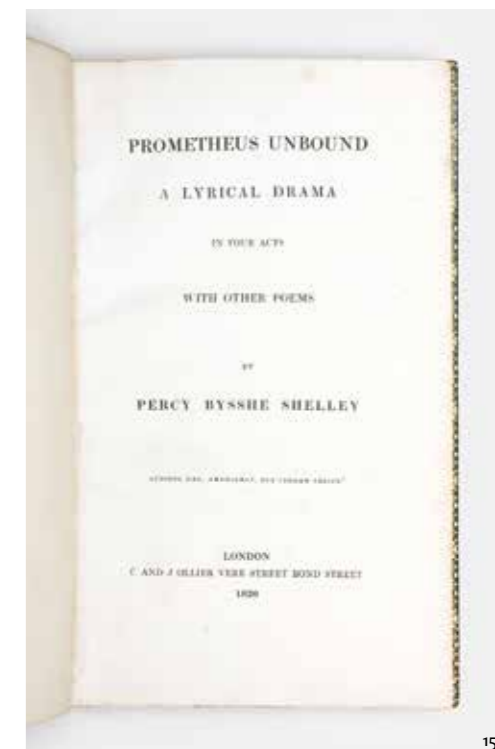 PROMETHEUS UNBOUND
A LYRICAL DRAMA
IN FOUR ACTS
WITH OTHER POEMS
BY
PERCY BYSSHE SHELLEY
LONDON
C AND J OLLIER VERE STREET BOND STREET
1820
15